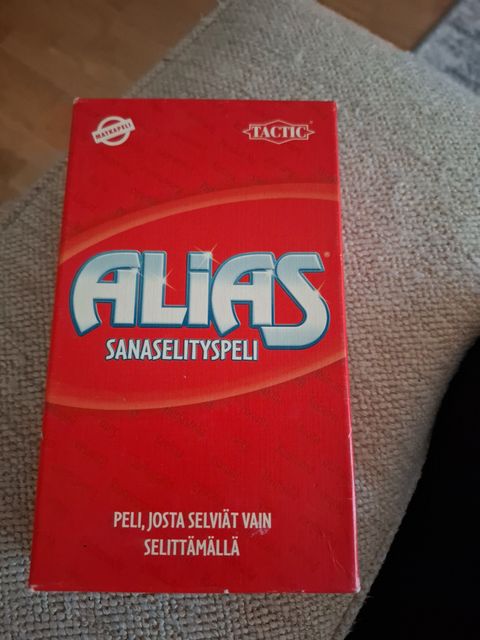 MATKAPELI
TACTIC
ALiAS®
SANASELITYSPELI
PELI, JOSTA SELVIÄT VAIN
SELITTÄMÄLLÄ